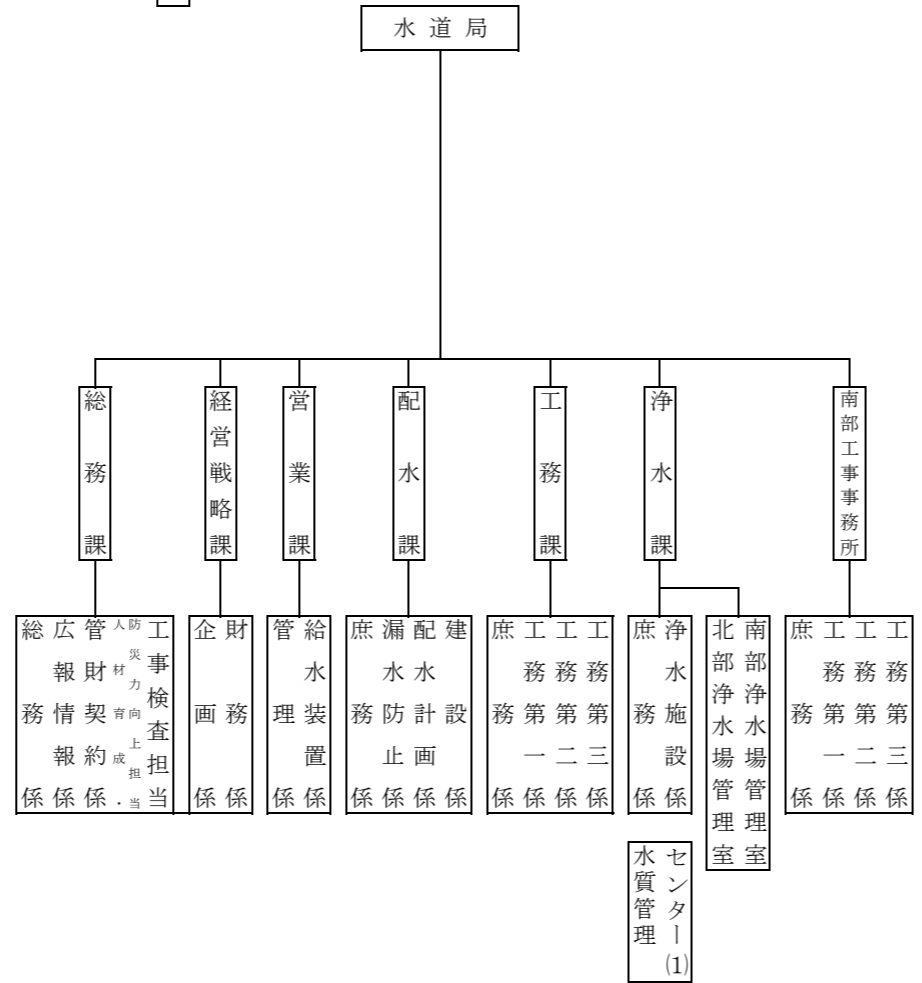 水道局
総務課
経営戦略課
営業課
配水課
工務課
浄水課
南部工事事務所
総務係
広報情報係
管財契約係
人材育成・
防災力向上担当
工事検査担当
企画係
財務係
管理係
給水装置係
庶務係
漏水防止係
配水計画係
建設係
庶務係
工務第一係
工務第二係
工務第三係
庶務係
浄水施設係
北部浄水場管理室
南部浄水場管理室
庶務係
工務第一係
工務第二係
工務第三係
水質管理
センター(1)